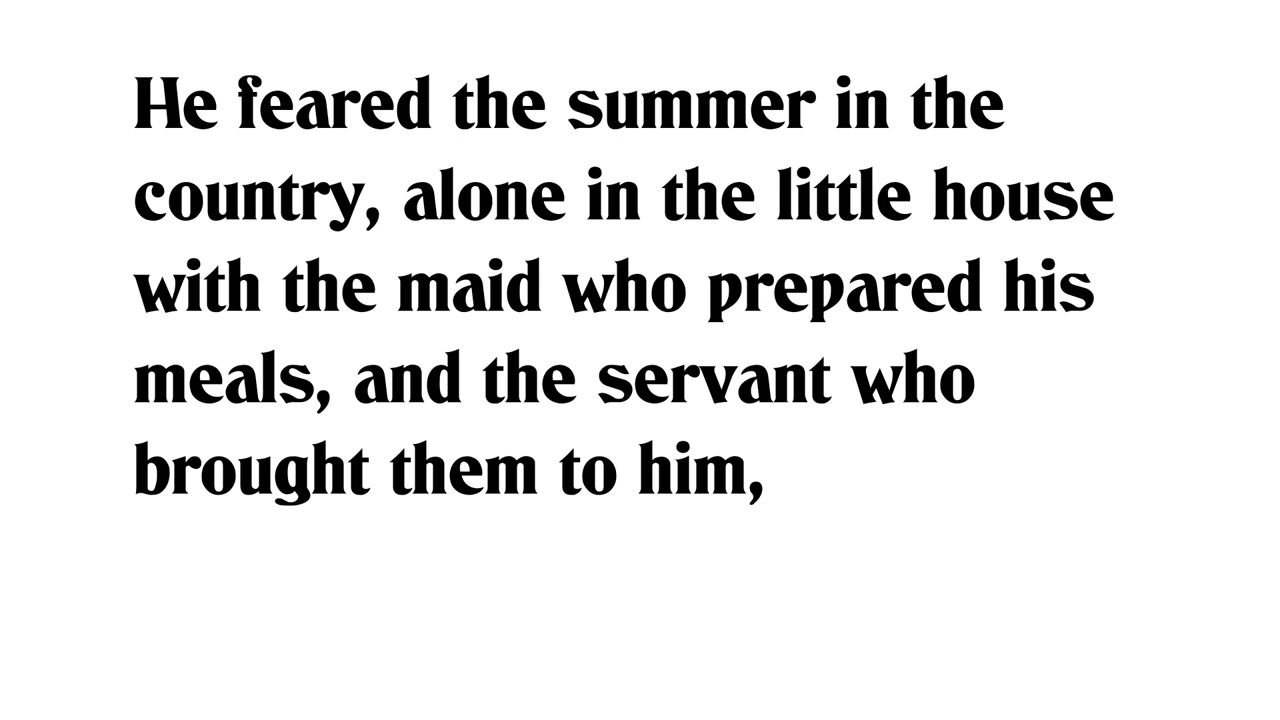 He feared the summer in the
country, alone in the little house
with the maid who prepared his
meals, and the servant who
brought them to him,